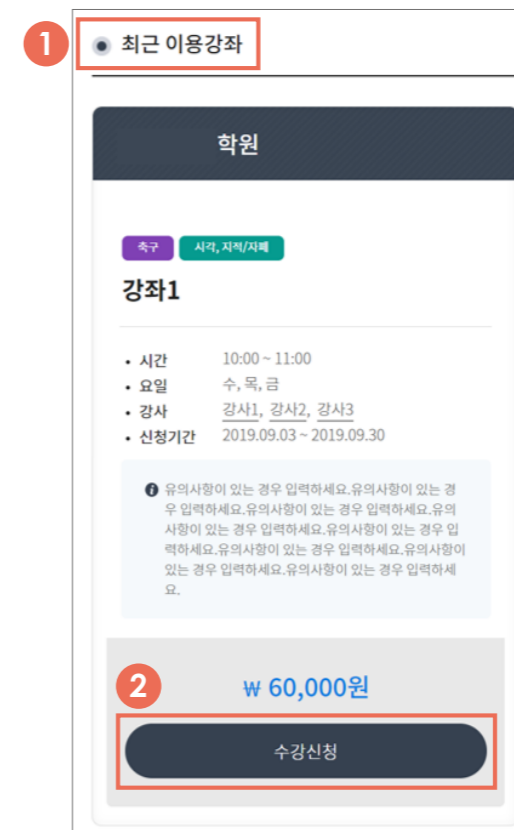 1 최근 이용강좌
학원
축구 시각, 지적/자폐
강좌1
• 시간 10:00 ~ 11:00
• 요일 수, 목, 금
• 강사 강사1, 강사2, 강사3
• 신청기간 2019.09.03 ~ 2019.09.30
유의사항이 있는 경우 입력하세요.유의사항이 있는 경
우 입력하세요.유의사항이 있는 경우 입력하세요.유의
사항이 있는 경우 입력하세요.유의사항이 있는 경우 입
력하세요.유의사항이 있는 경우 입력하세요.유의사항이
있는 경우 입력하세요.유의사항이 있는 경우 입력하세
요.
2 ₩ 60,000원
수강신청